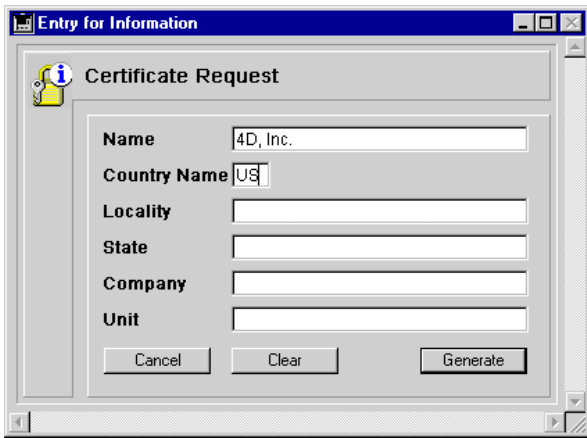 Entry for Information
Certificate Request
Name 4D, Inc.
Country Name US
Locality
State
Company
Unit
Cancel Clear Generate